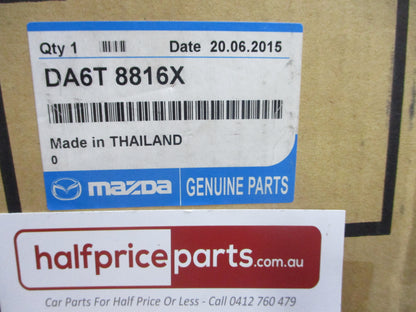 Qty 1 Date 20.06.2015
DA6T 8816X
Made in THAILAND
0
mazda GENUINE PARTS
halfpriceparts.com.au
Car Parts For Half Price Or Less - Call 0412 760 479